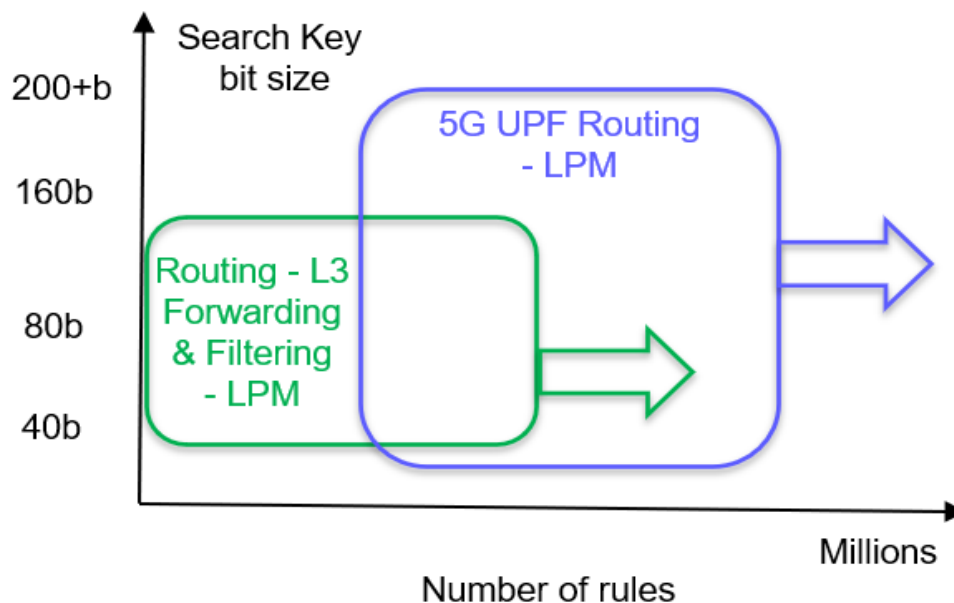 Search Key
bit size
200+b
160b
80b
40b
5G UPF Routing
- LPM
Routing - L3
Forwarding
& Filtering
- LPM
Millions
Number of rules